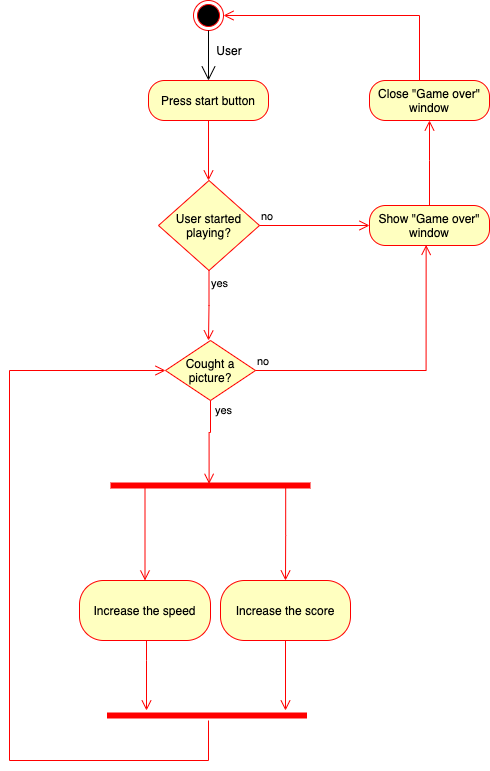 User
Press start button
Close "Game over"
window
User started
playing?
no
Show "Game over"
window
yes
Cought a
picture?
no
yes
Increase the speed
Increase the score